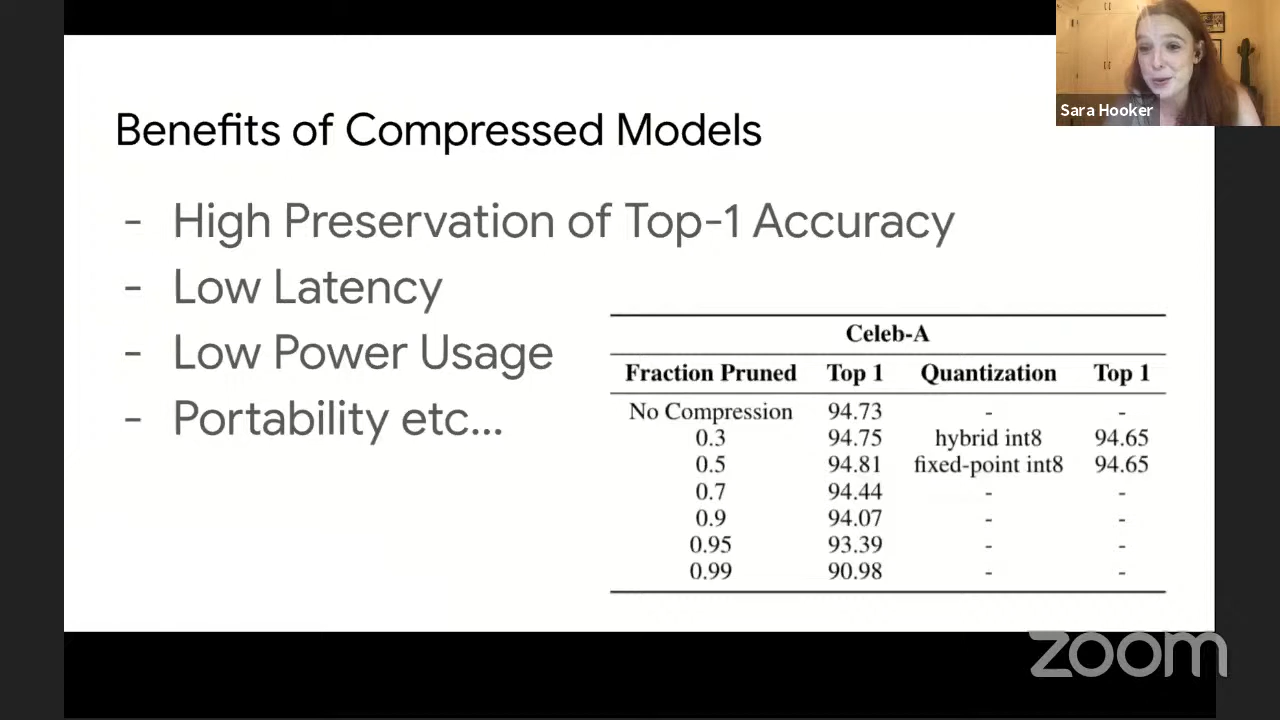 Sara Hooker
Benefits of Compressed Models
- High Preservation of Top-1 Accuracy
- Low Latency
- Low Power Usage
- Portability etc...
Celeb-A
Fraction Pruned Top 1 Quantization Top 1
No Compression 94.73 - -
0.3 94.75 hybrid int8 94.65
0.5 94.81 fixed-point int8 94.65
0.7 94.44 - -
0.9 94.07 - -
0.95 93.39 - -
0.99 90.98 - -
zoom